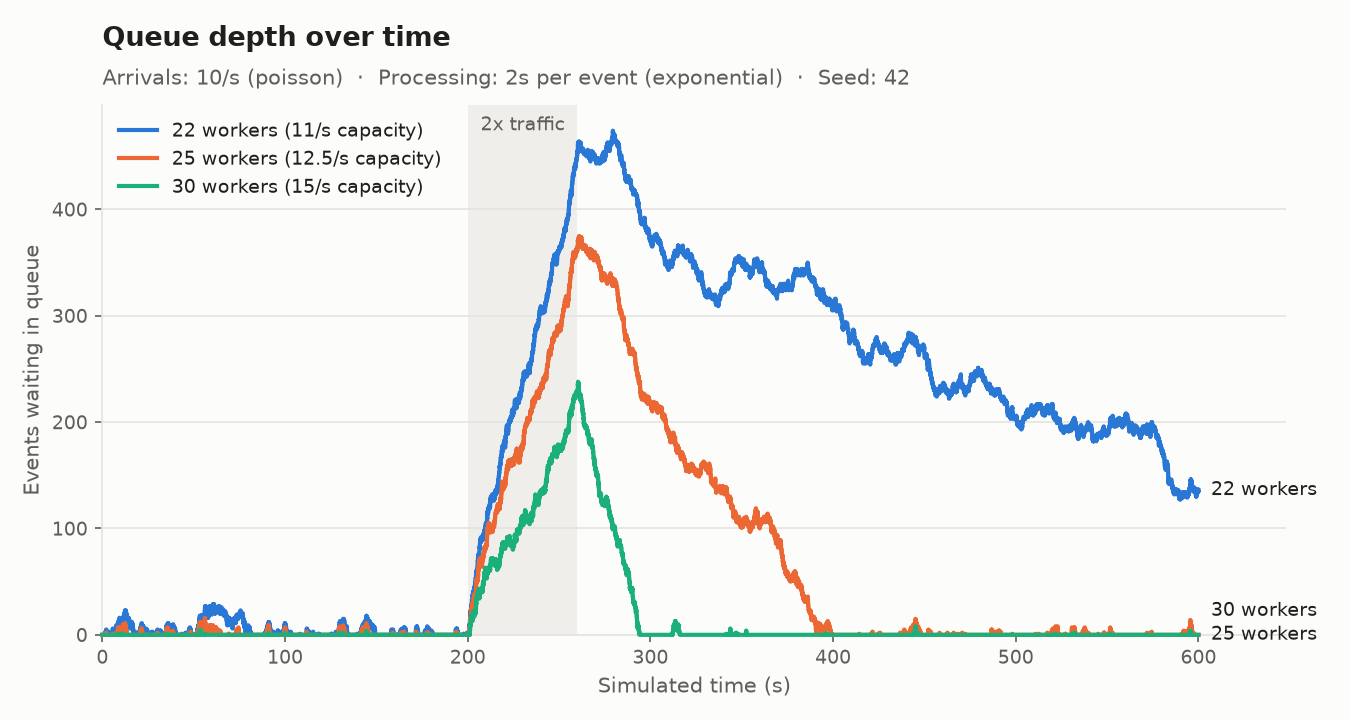 Queue depth over time
Arrivals: 10/s (poisson) · Processing: 2s per event (exponential) · Seed: 42
2x traffic
22 workers (11/s capacity)
25 workers (12.5/s capacity)
30 workers (15/s capacity)
Events waiting in queue
400
300
200
100
0
22 workers
30 workers
25 workers
0 100 200 300 400 500 600
Simulated time (s)